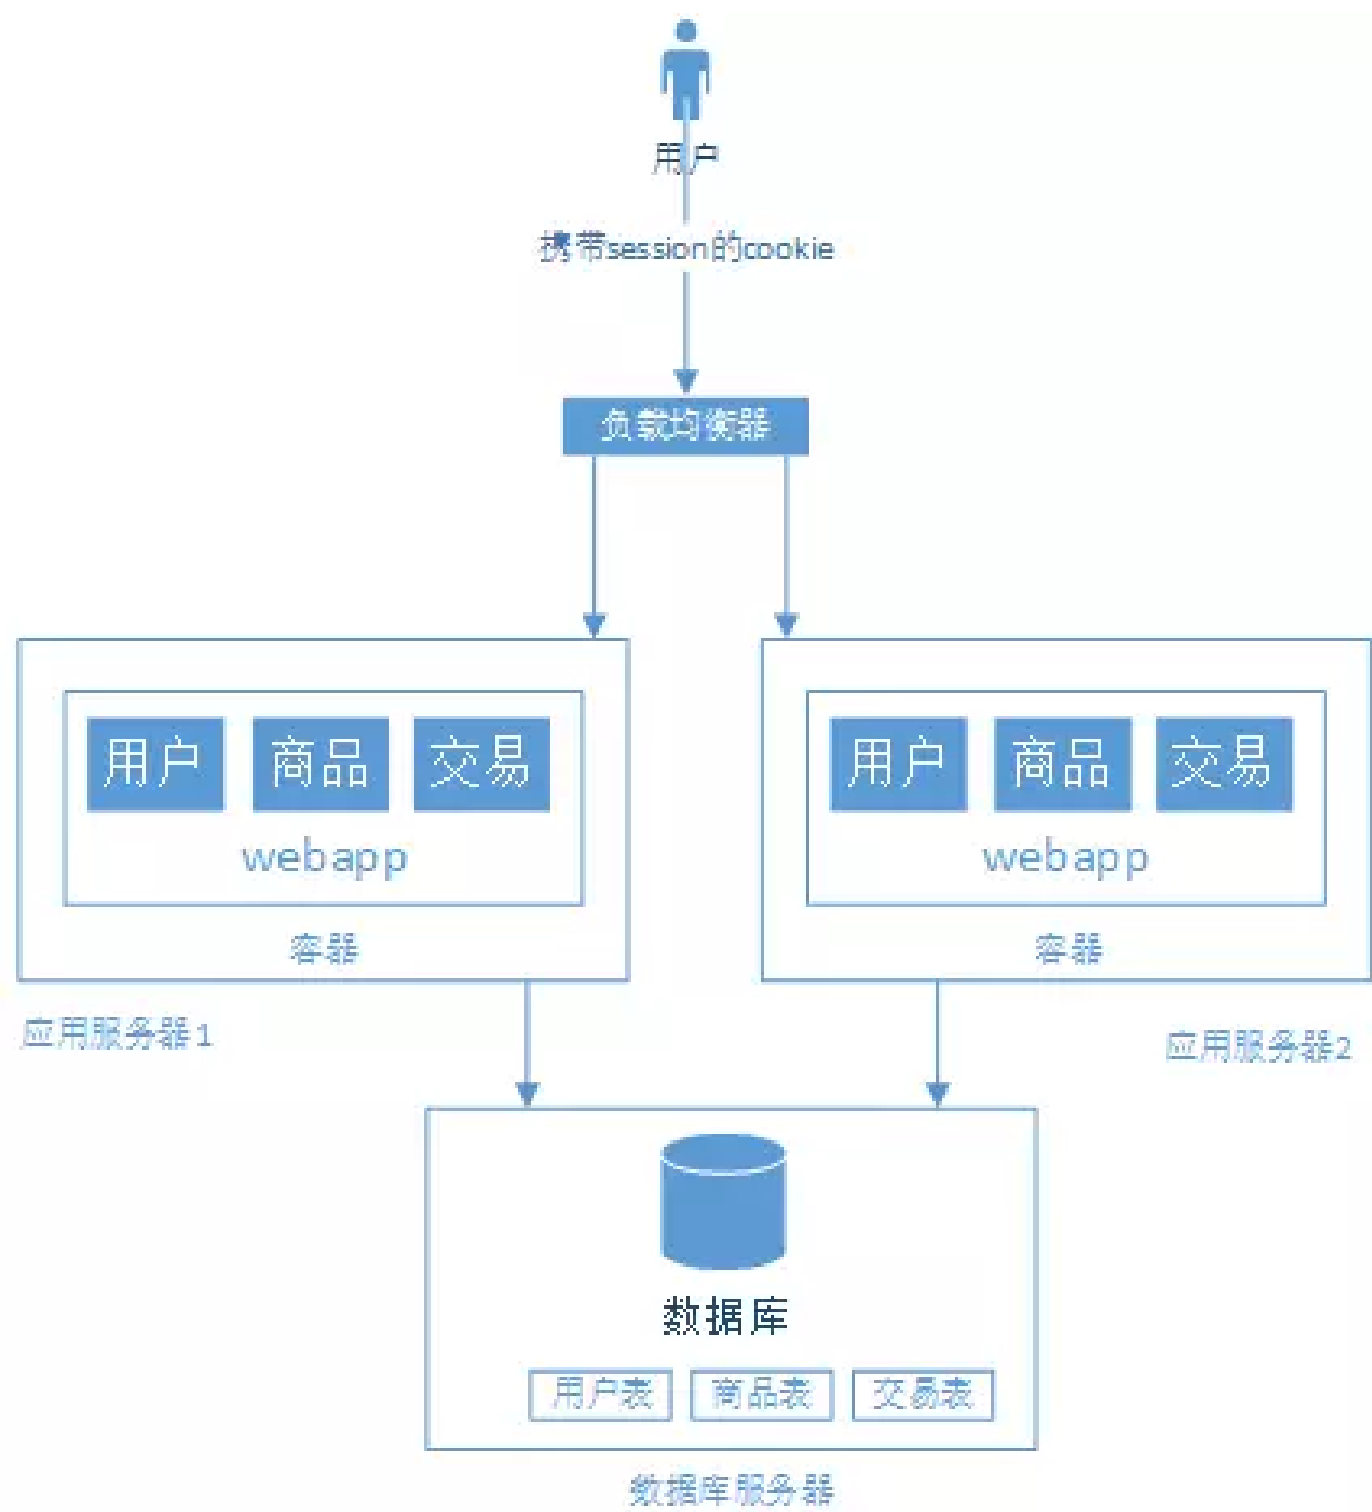 用户
携带session的cookie
负载均衡器
用户 商品 交易
webapp
容器
应用服务器1
用户 商品 交易
webapp
容器
应用服务器2
数据库
用户表 商品表 交易表
数据库服务器